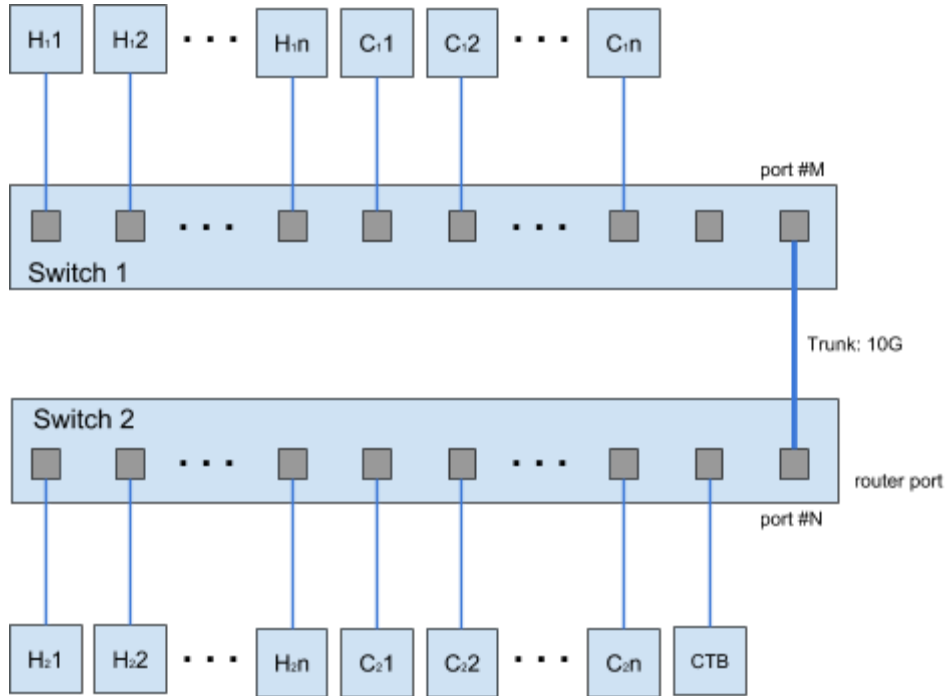 H₁1 H₁2 ... H₁n C₁1 C₁2 ... C₁n
port #M
...
...
Switch 1
Trunk: 10G
Switch 2
...
...
router port
port #N
H₂1 H₂2 ... H₂n C₂1 C₂2 ... C₂n CTB